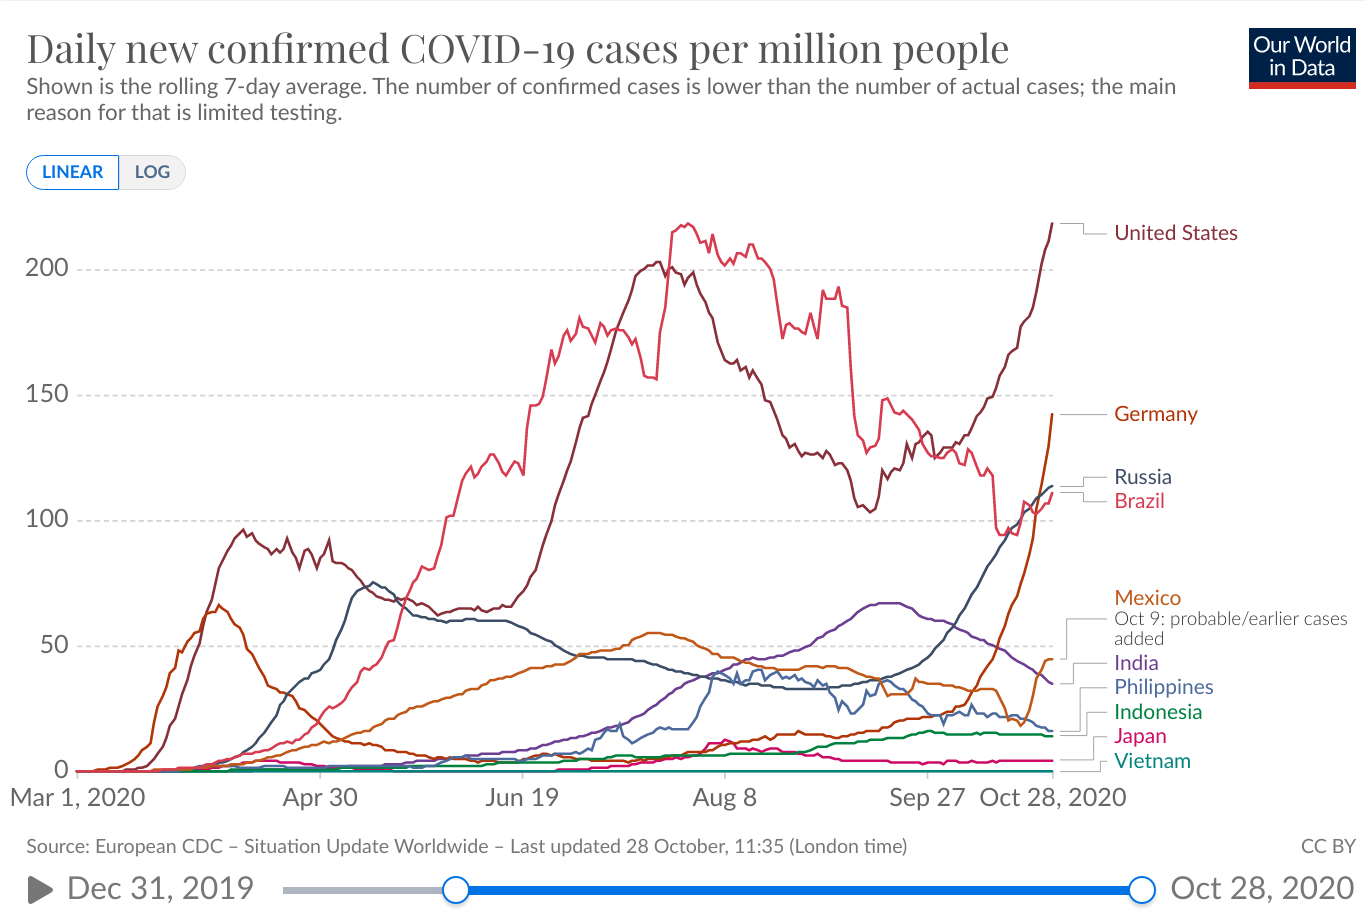 Daily new confirmed COVID-19 cases per million people
Our World
in Data
Shown is the rolling 7-day average. The number of confirmed cases is lower than the number of actual cases; the main
reason for that is limited testing.
LINEAR LOG
200
150
100
50
0
United States
Germany
Russia
Brazil
Mexico
Oct 9: probable/earlier cases
added
India
Philippines
Indonesia
Japan
Vietnam
Mar 1, 2020 Apr 30 Jun 19 Aug 8 Sep 27 Oct 28, 2020
Source: European CDC – Situation Update Worldwide – Last updated 28 October, 11:35 (London time) CC BY
Dec 31, 2019 Oct 28, 2020